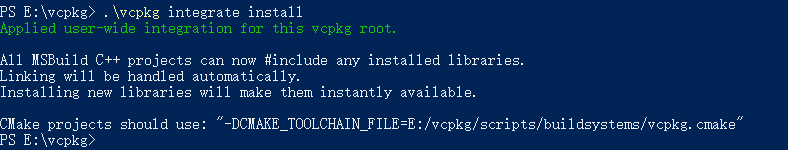 PS E:\vcpkg> .\vcpkg integrate install
Applied user-wide integration for this vcpkg root.
All MSBuild C++ projects can now #include any installed libraries.
Linking will be handled automatically.
Installing new libraries will make them instantly available.
CMake projects should use: "-DCMAKE_TOOLCHAIN_FILE=E:/vcpkg/scripts/buildsystems/vcpkg.cmake"
PS E:\vcpkg>